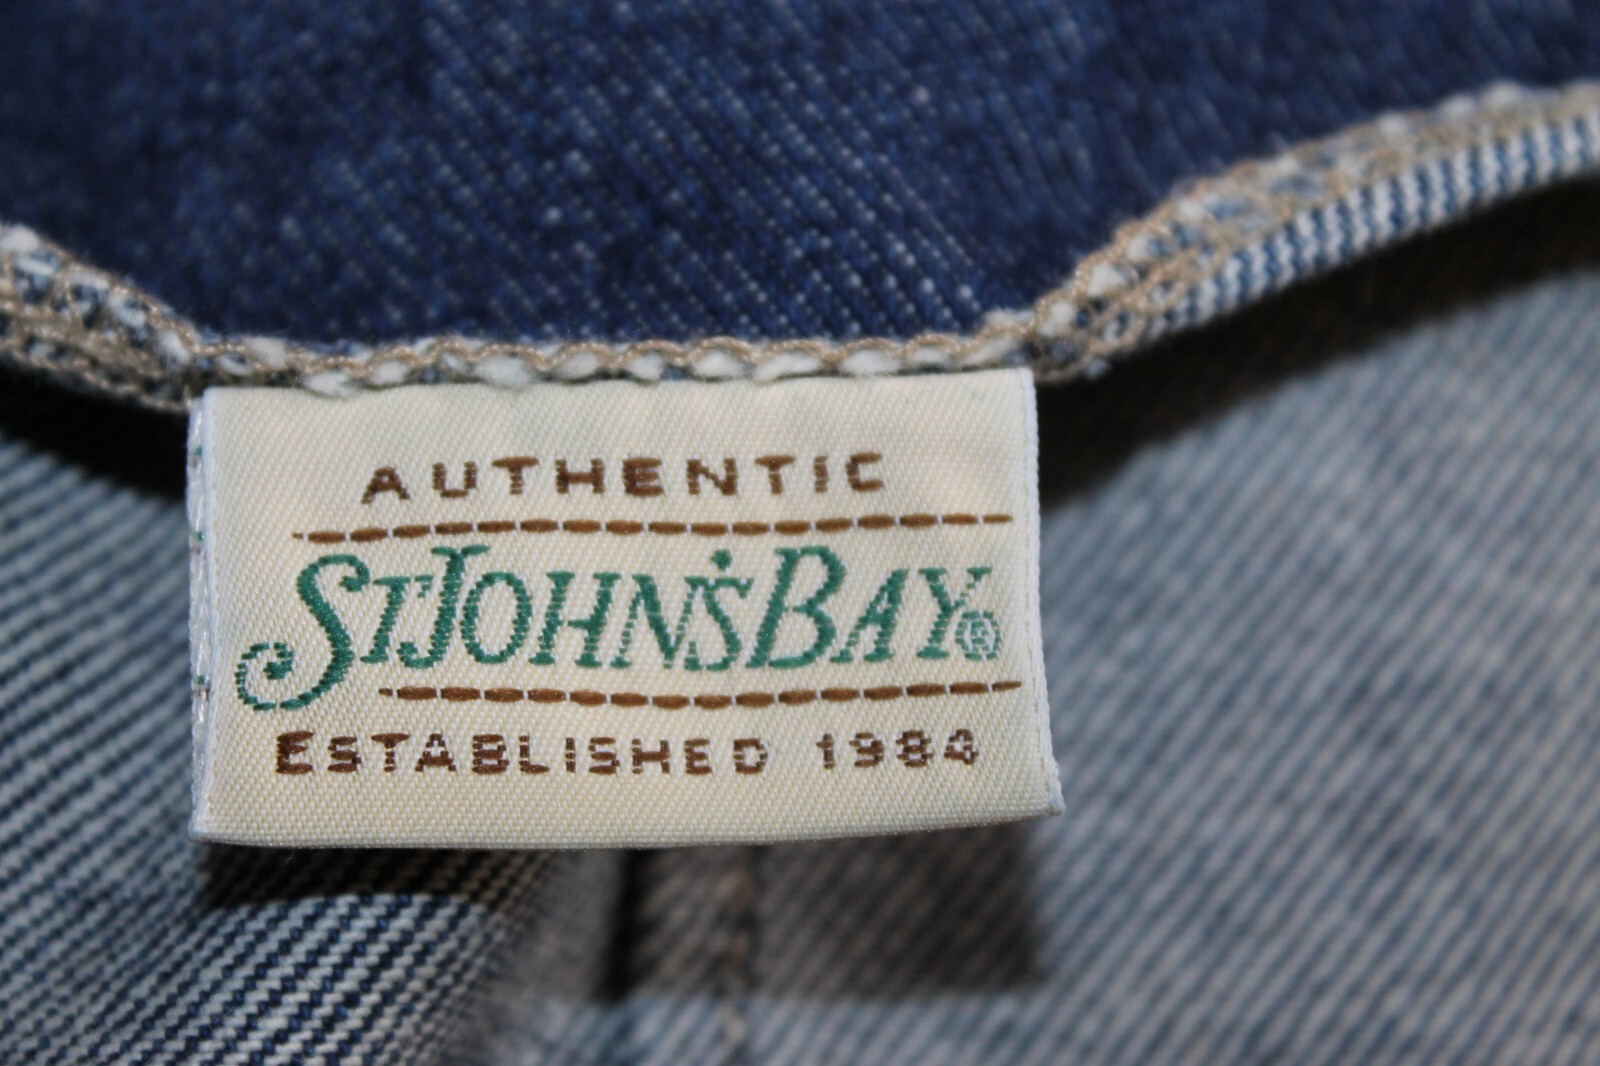 AUTHENTIC
ST. JOHN'S BAY®
ESTABLISHED 1984